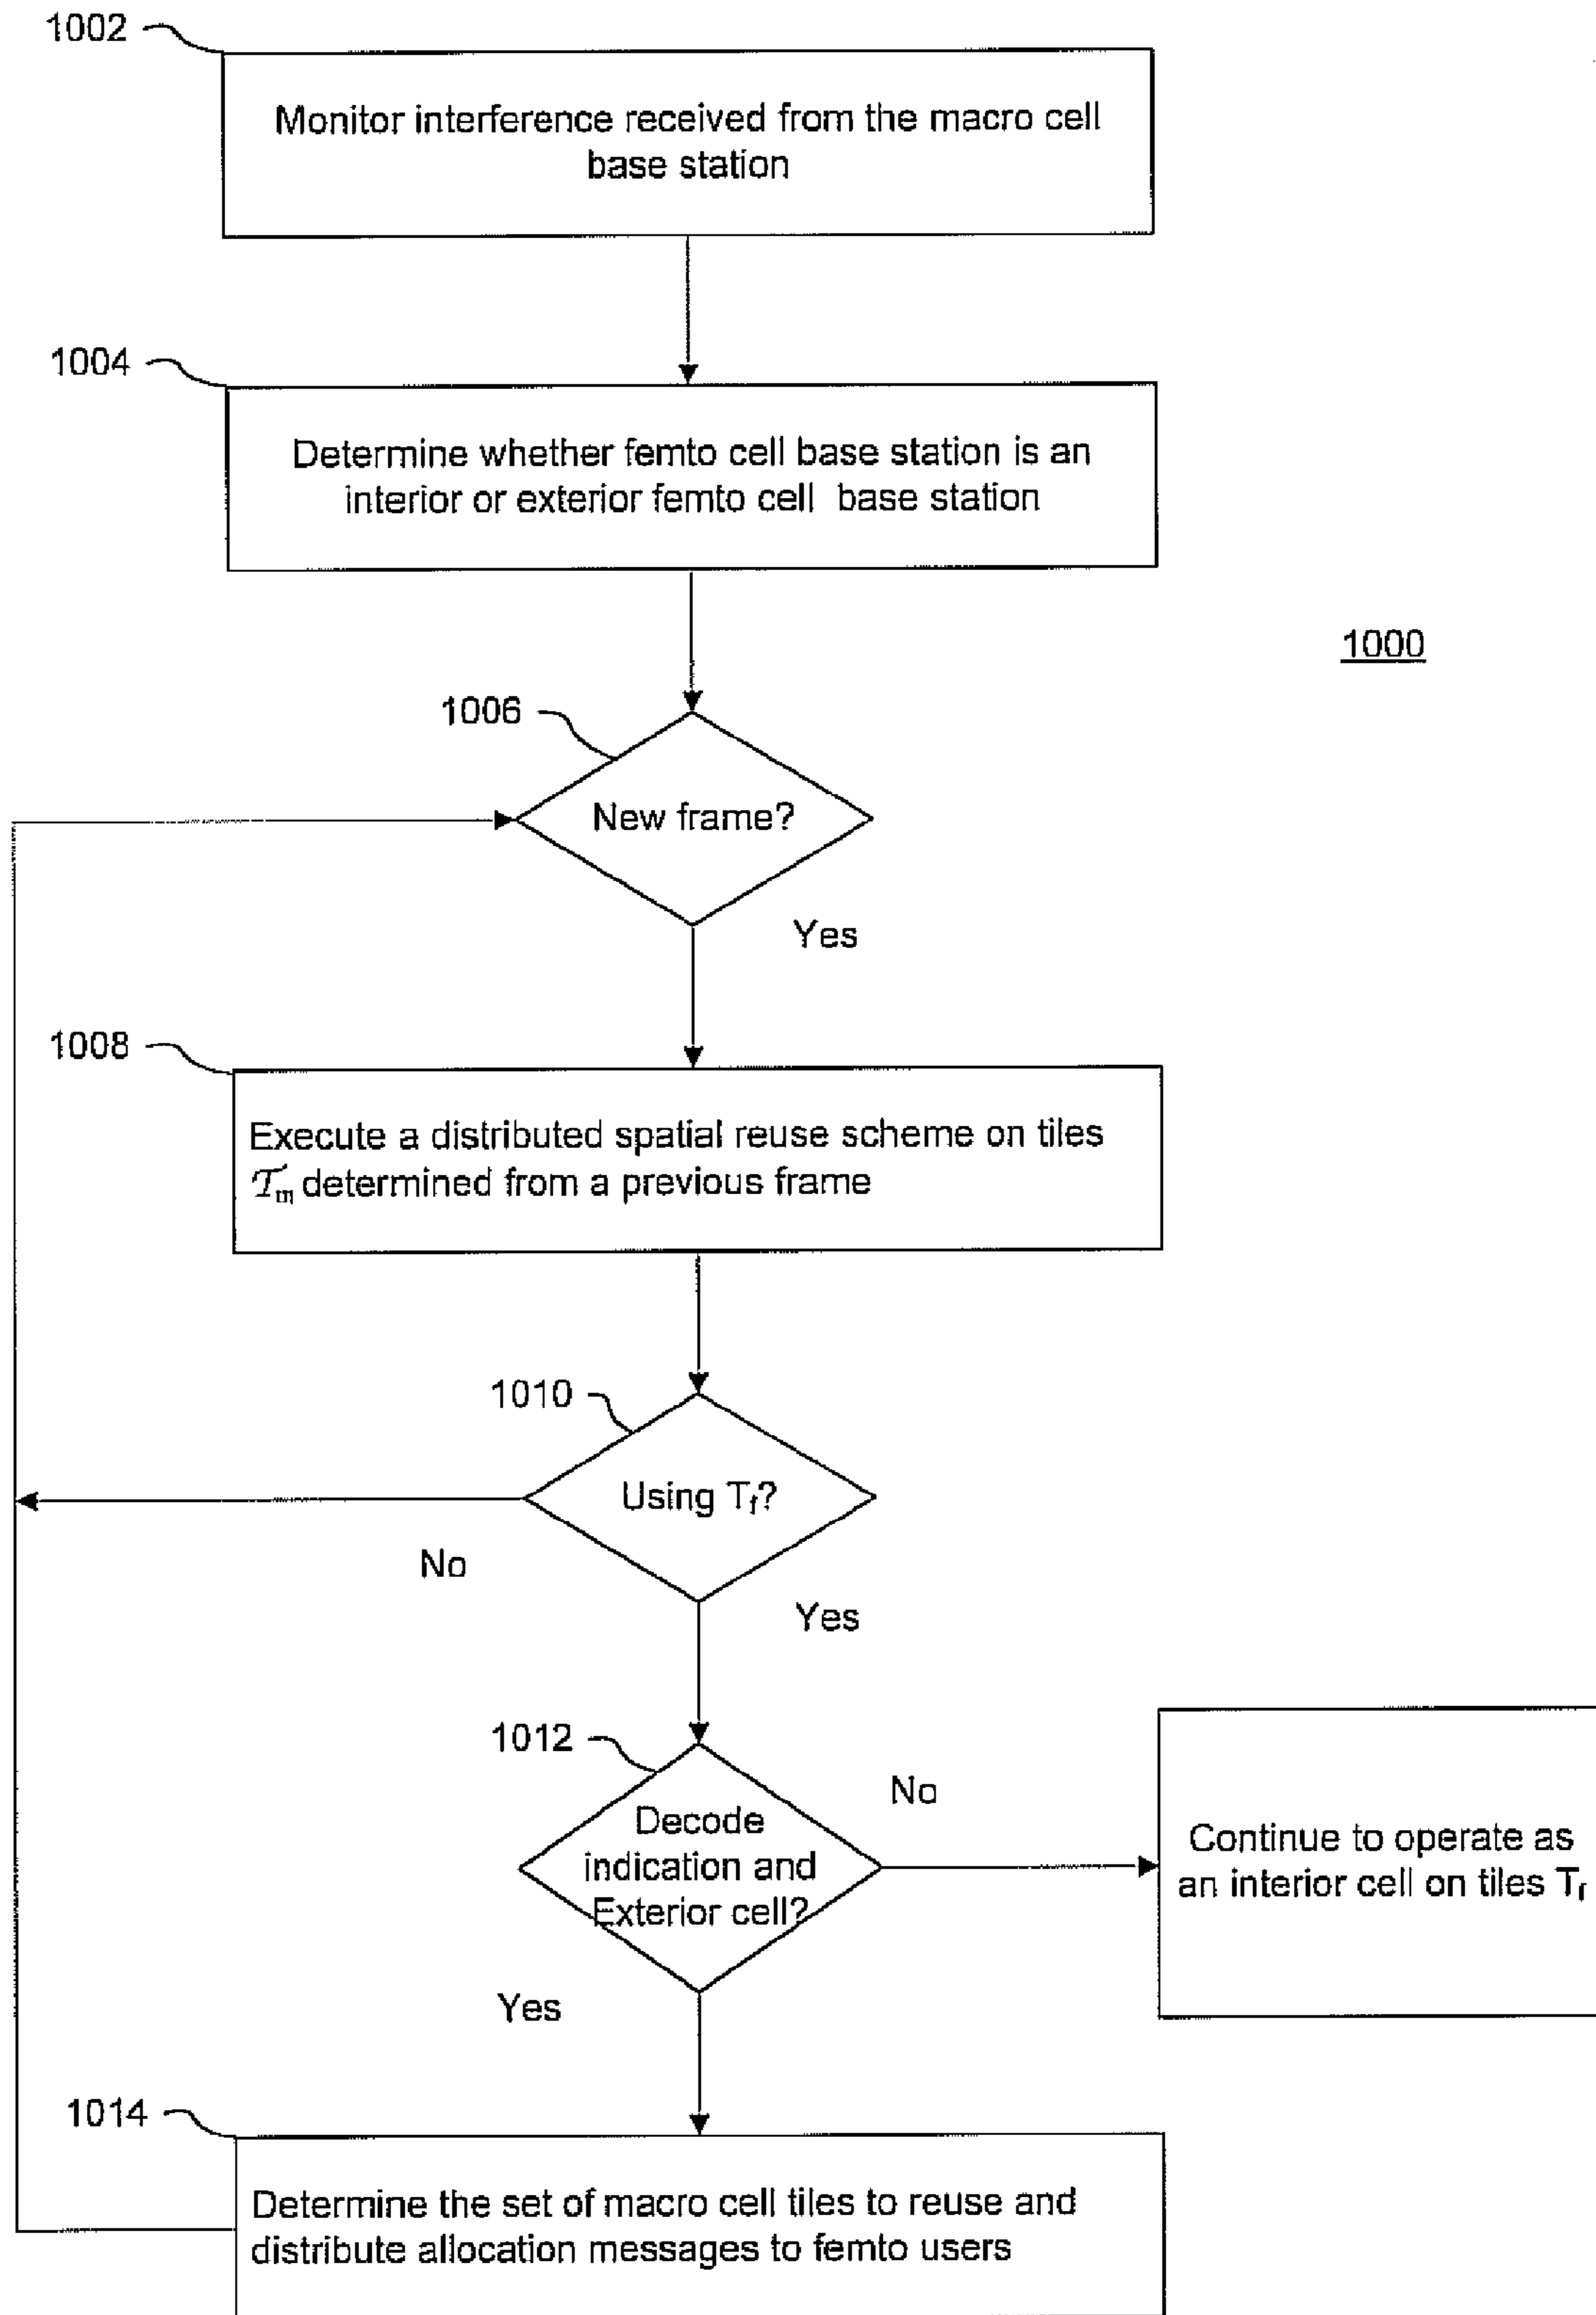 1002
Monitor interference received from the macro cell
base station
1004
Determine whether femto cell base station is an
interior or exterior femto cell base station
1000
1006
New frame?
Yes
1008
Execute a distributed spatial reuse scheme on tiles
𝒯m determined from a previous frame
1010
Using Tf?
No
Yes
1012
Decode
indication and
Exterior cell?
No
Continue to operate as
an interior cell on tiles Tf
Yes
1014
Determine the set of macro cell tiles to reuse and
distribute allocation messages to femto users